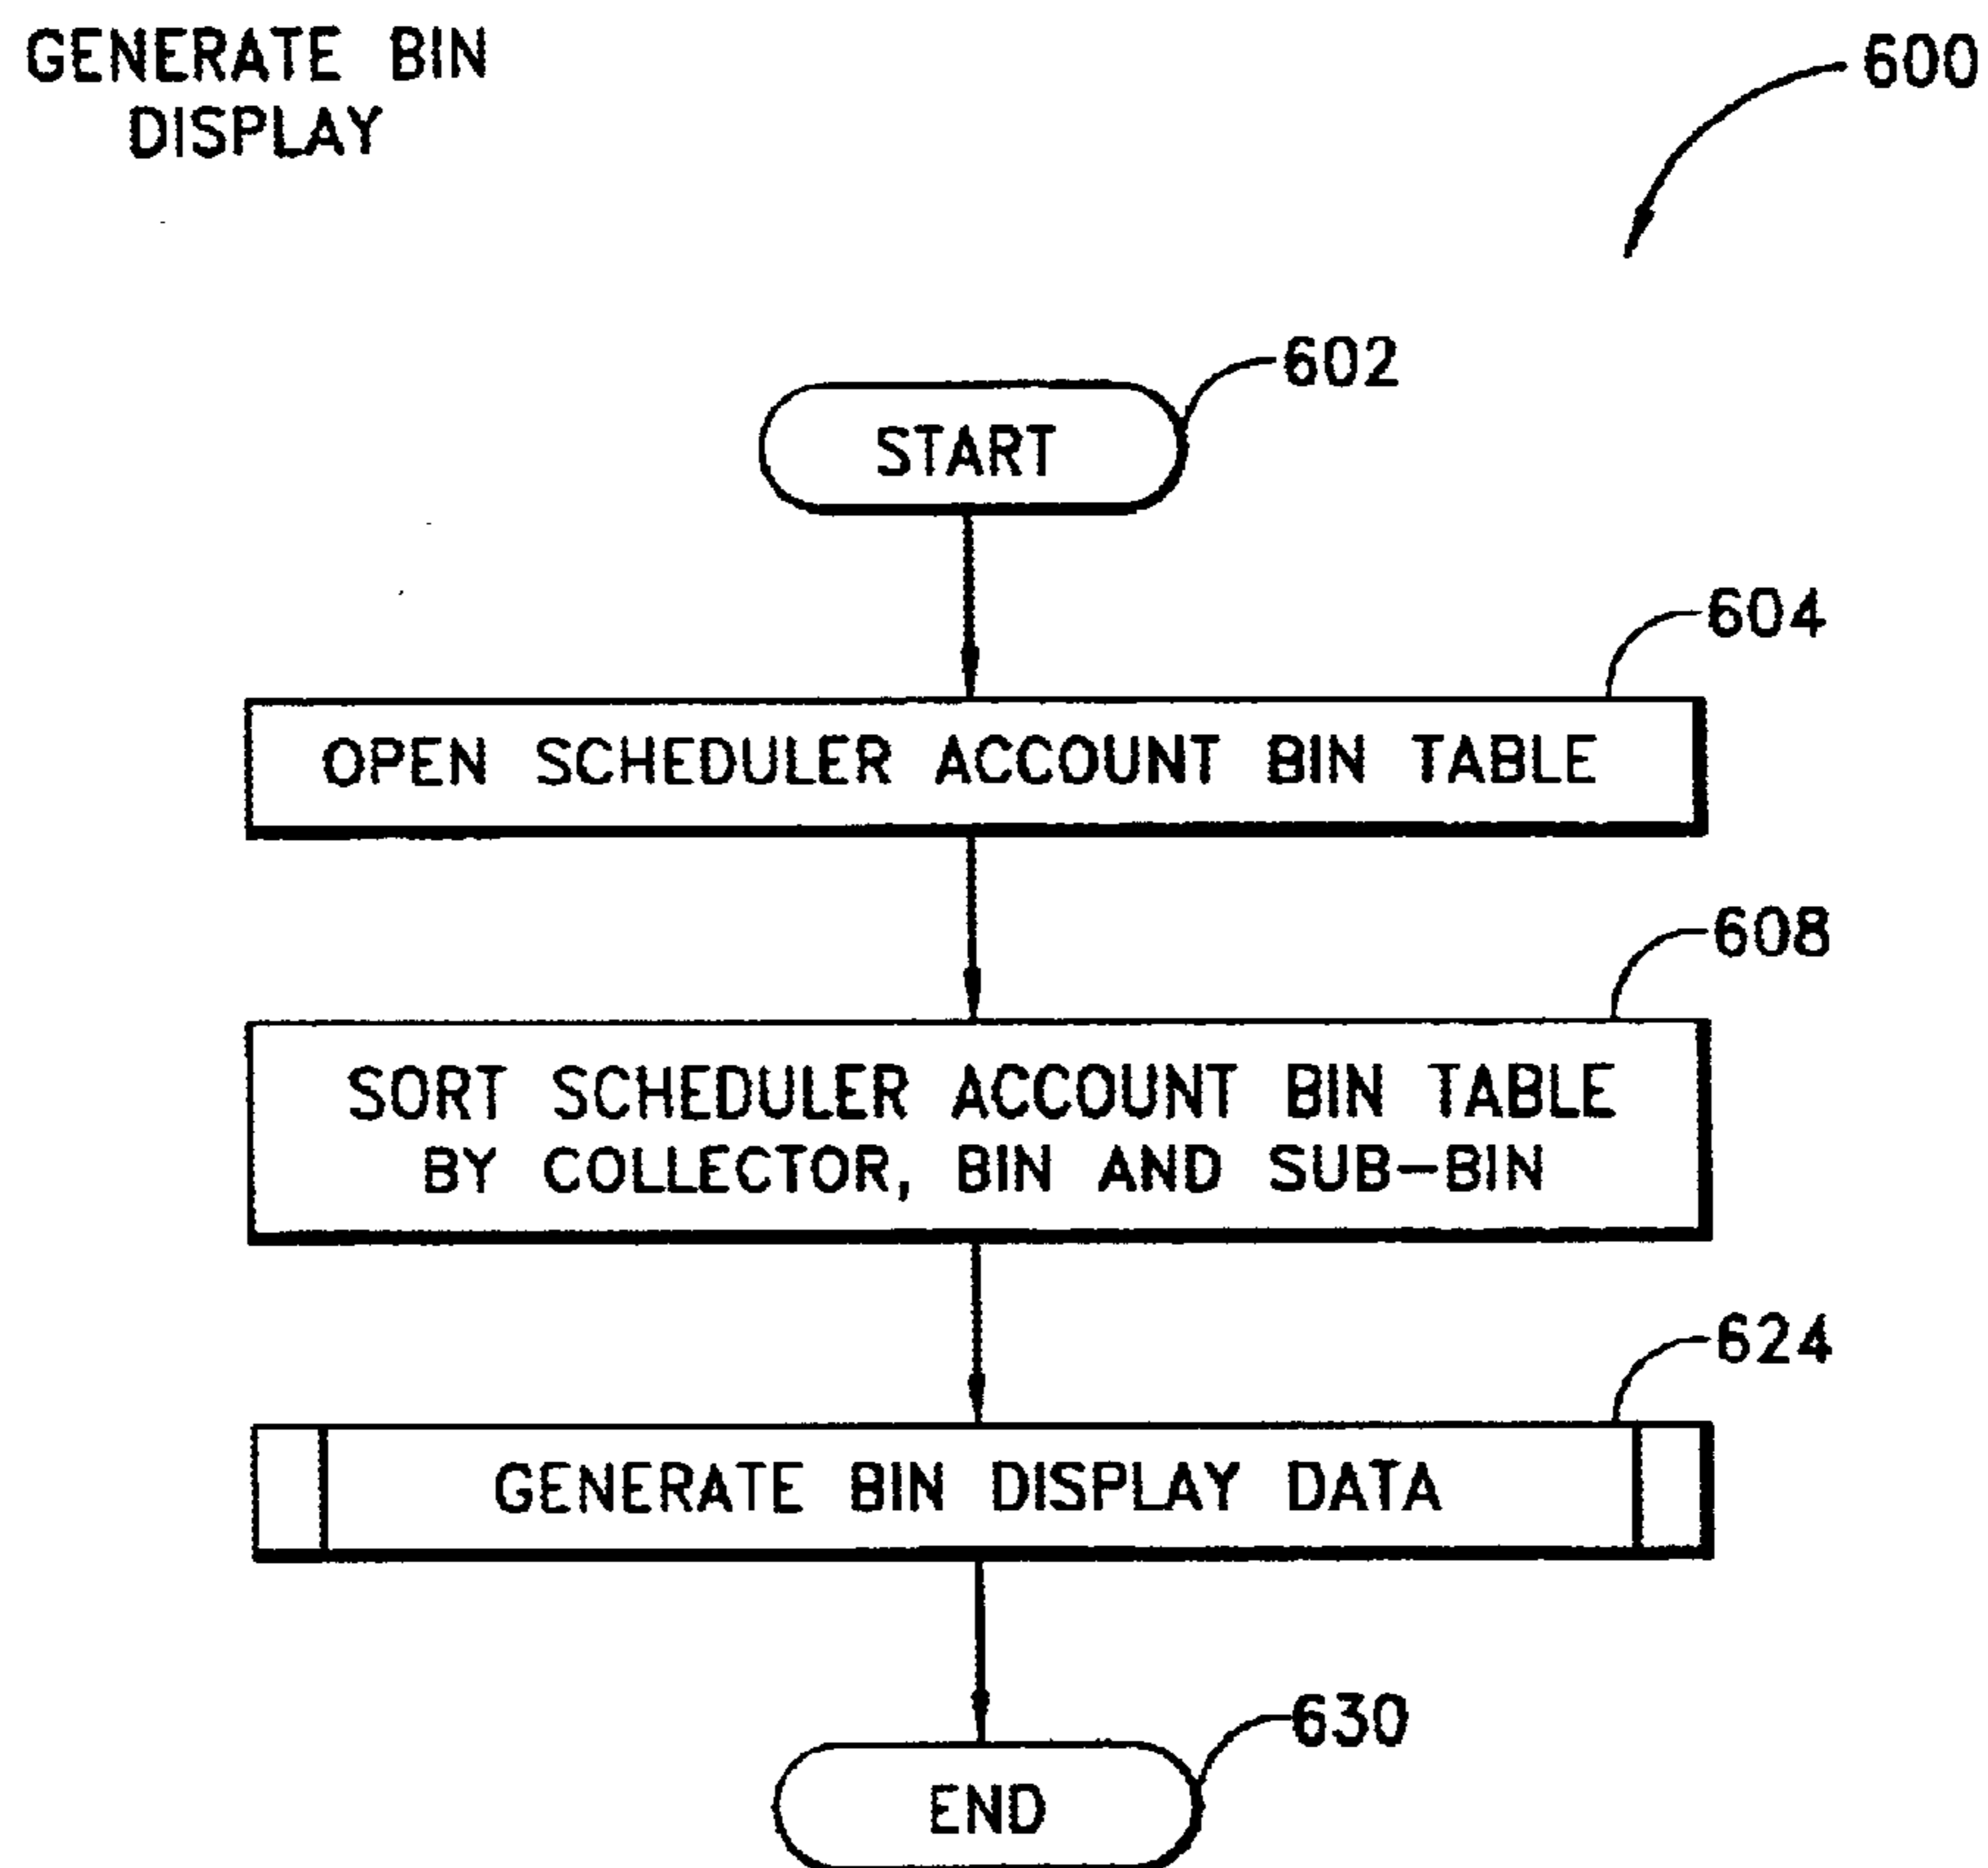 GENERATE BIN
DISPLAY
600
602
START
604
OPEN SCHEDULER ACCOUNT BIN TABLE
608
SORT SCHEDULER ACCOUNT BIN TABLE
BY COLLECTOR, BIN AND SUB-BIN
624
GENERATE BIN DISPLAY DATA
630
END